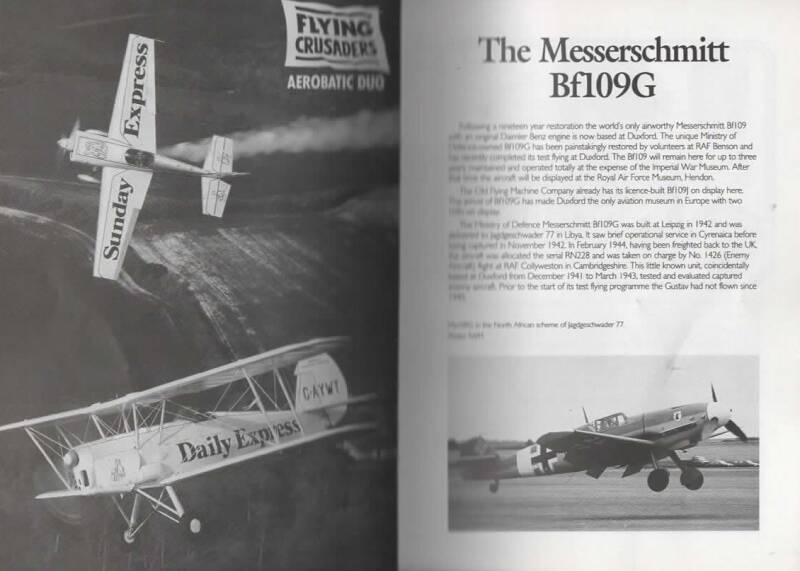 FLYING
CRUSADERS
AEROBATIC DUO
Sunday Express
G-AYWT
Daily Express
The Messerschmitt
Bf109G
Following a nineteen year restoration the world's only airworthy Messerschmitt Bf109
with an original Daimler Benz engine is now based at Duxford. The unique Ministry of
Bf109G has been painstakingly restored by volunteers at RAF Benson and
has recently completed its test flying at Duxford. The Bf109 will remain here for up to three
years maintained and operated totally at the expense of the Imperial War Museum. After
that time the aircraft will be displayed at the Royal Air Force Museum, Hendon.
The Old Flying Machine Company already has its licence-built Bf109J on display here.
The arrival of Bf109G has made Duxford the only aviation museum in Europe with two
on display.
The Ministry of Defence Messerschmitt Bf109G was built at Leipzig in 1942 and was
delivered to Jagdgeschwader 77 in Libya. It saw brief operational service in Cyrenaica before
being captured in November 1942. In February 1944, having been freighted back to the UK,
the aircraft was allocated the serial RN228 and was taken on charge by No. 1426 (Enemy
Aircraft) flight at RAF Collyweston in Cambridgeshire. This little known unit, coincidentally
based at Duxford from December 1941 to March 1943, tested and evaluated captured
enemy aircraft. Prior to the start of its test flying programme the Gustav had not flown since
1945.
in the North African scheme of Jagdgeschwader 77.